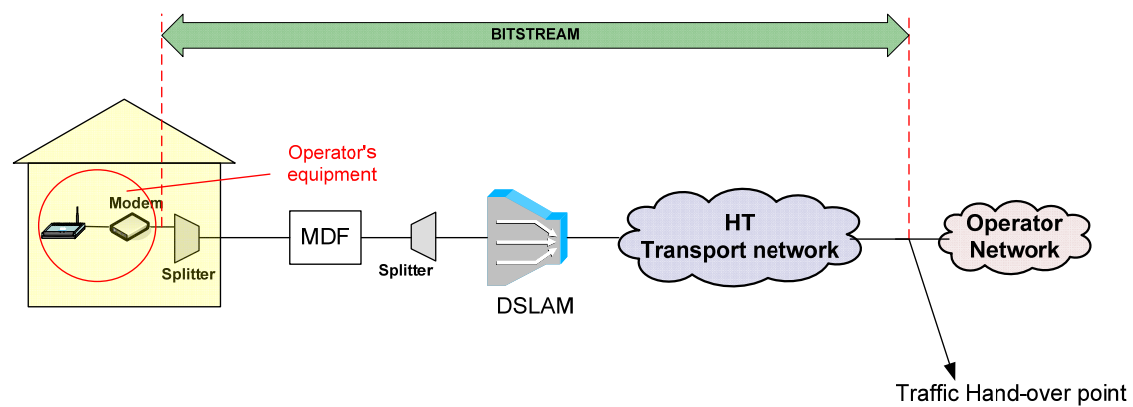 BITSTREAM
Operator's
equipment
Modem
Splitter
MDF
Splitter
DSLAM
HT
Transport network
Operator
Network
Traffic Hand-over point